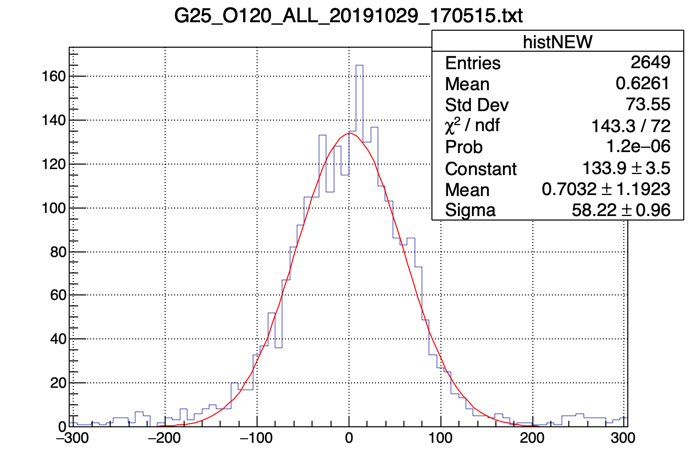 G25_O120_ALL_20191029_170515.txt
histNEW
Entries 2649
Mean 0.6261
Std Dev 73.55
χ² / ndf 143.3 / 72
Prob 1.2e−06
Constant 133.9 ± 3.5
Mean 0.7032 ± 1.1923
Sigma 58.22 ± 0.96
160
140
120
100
80
60
40
20
0
−300 −200 −100 0 100 200 300